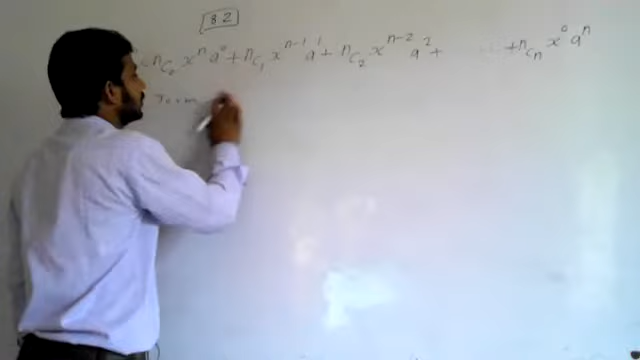 8.2
ⁿC₀ xⁿ a⁰ + ⁿC₁ xⁿ⁻¹ a¹ + ⁿC₂ xⁿ⁻² a² + ... + ⁿCₙ x⁰ aⁿ